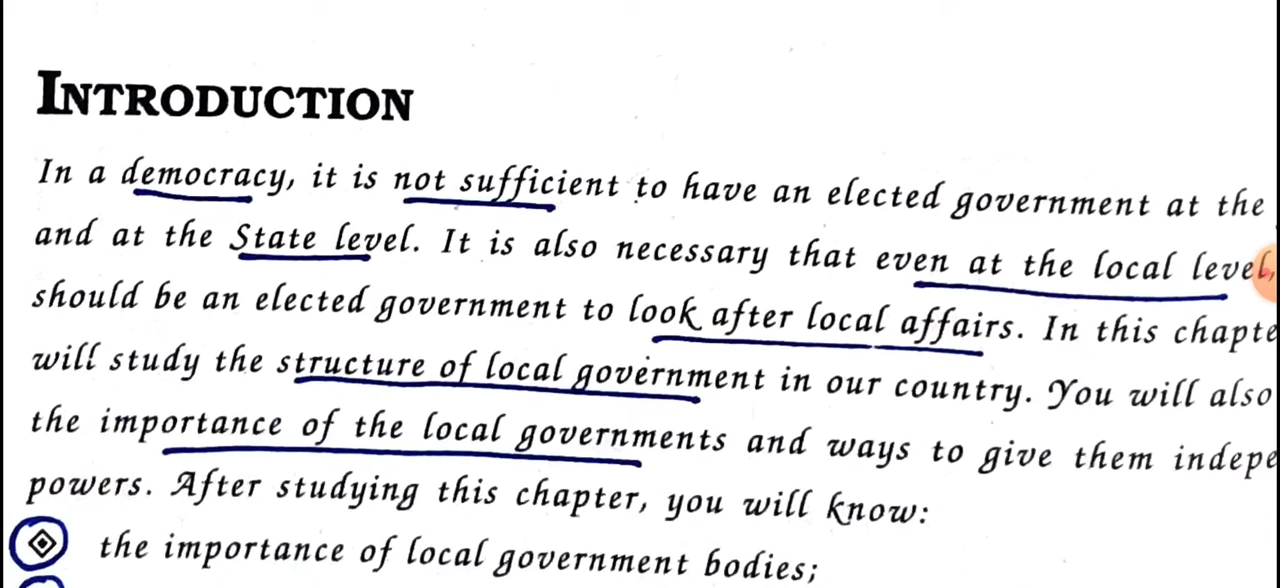 INTRODUCTION
In a democracy, it is not sufficient to have an elected government at the
and at the State level. It is also necessary that even at the local level,
should be an elected government to look after local affairs. In this chapte
will study the structure of local government in our country. You will also
the importance of the local governments and ways to give them indepe
powers. After studying this chapter, you will know:
the importance of local government bodies;